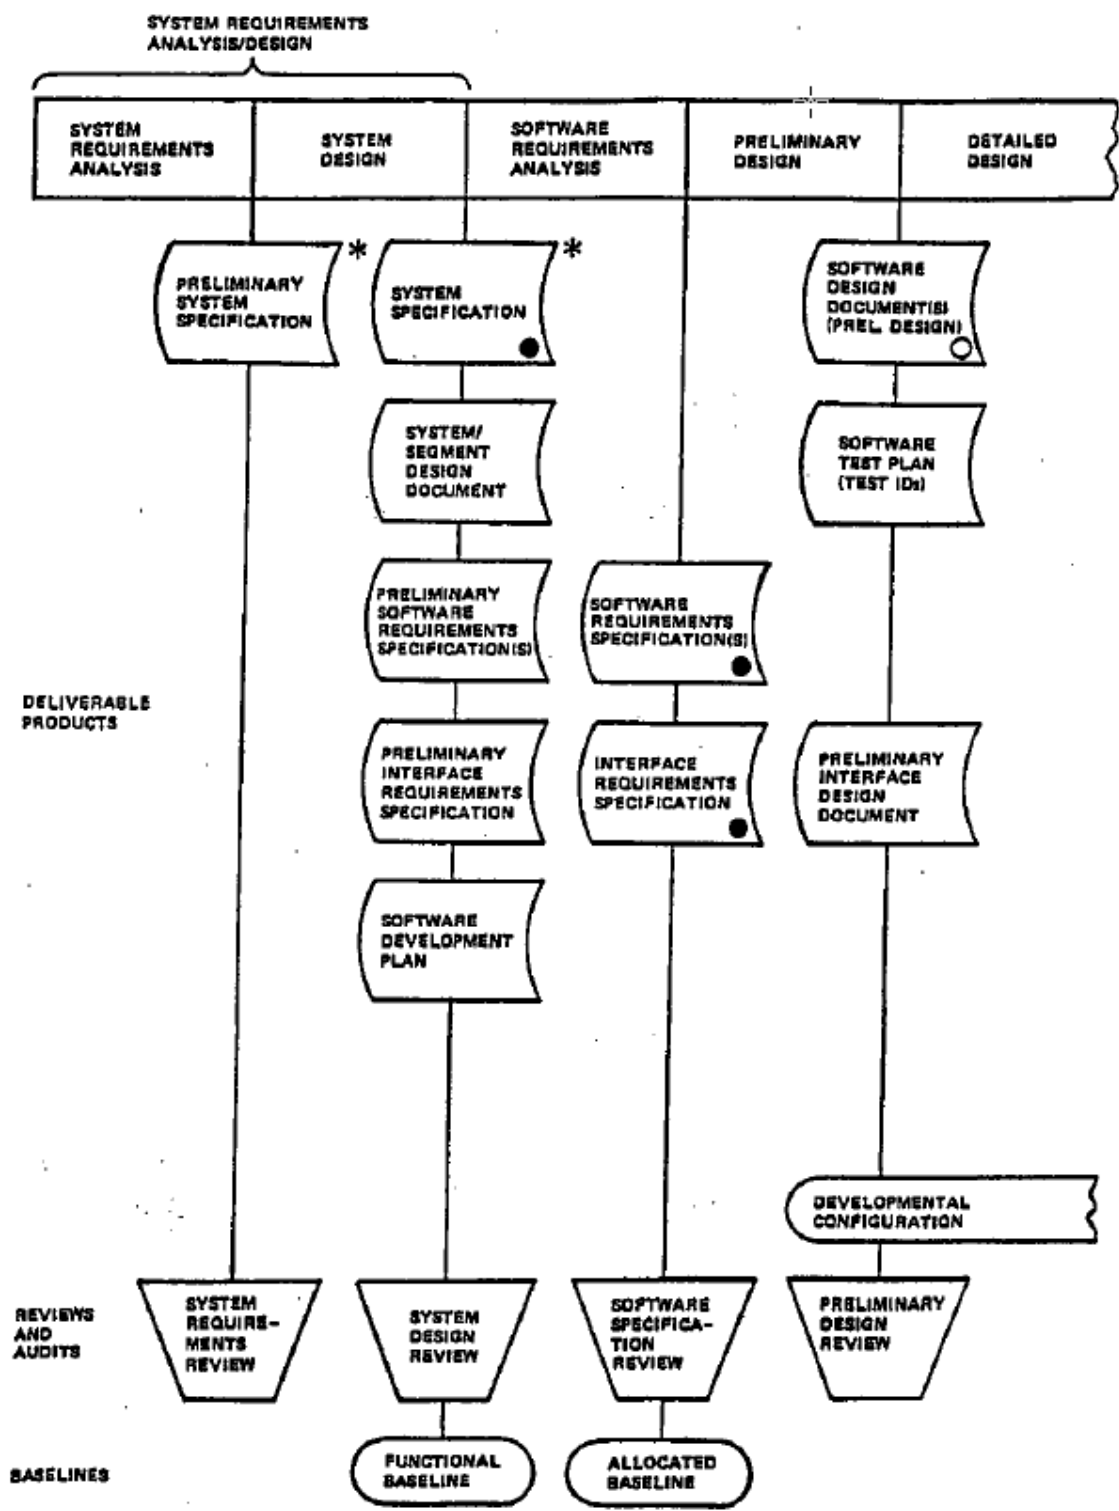 SYSTEM REQUIREMENTS
ANALYSIS/DESIGN
SYSTEM
REQUIREMENTS
ANALYSIS
SYSTEM
DESIGN
SOFTWARE
REQUIREMENTS
ANALYSIS
PRELIMINARY
DESIGN
DETAILED
DESIGN
PRELIMINARY
SYSTEM
SPECIFICATION
*
SYSTEM
SPECIFICATION
*
SOFTWARE
DESIGN
DOCUMENT(S)
(PREL. DESIGN)
SYSTEM/
SEGMENT
DESIGN
DOCUMENT
SOFTWARE
TEST PLAN
(TEST IDs)
PRELIMINARY
SOFTWARE
REQUIREMENTS
SPECIFICATION(S)
SOFTWARE
REQUIREMENTS
SPECIFICATION(S)
DELIVERABLE
PRODUCTS
PRELIMINARY
INTERFACE
REQUIREMENTS
SPECIFICATION
INTERFACE
REQUIREMENTS
SPECIFICATION
PRELIMINARY
INTERFACE
DESIGN
DOCUMENT
SOFTWARE
DEVELOPMENT
PLAN
DEVELOPMENTAL
CONFIGURATION
REVIEWS
AND
AUDITS
SYSTEM
REQUIRE-
MENTS
REVIEW
SYSTEM
DESIGN
REVIEW
SOFTWARE
SPECIFICA-
TION
REVIEW
PRELIMINARY
DESIGN
REVIEW
BASELINES
FUNCTIONAL
BASELINE
ALLOCATED
BASELINE